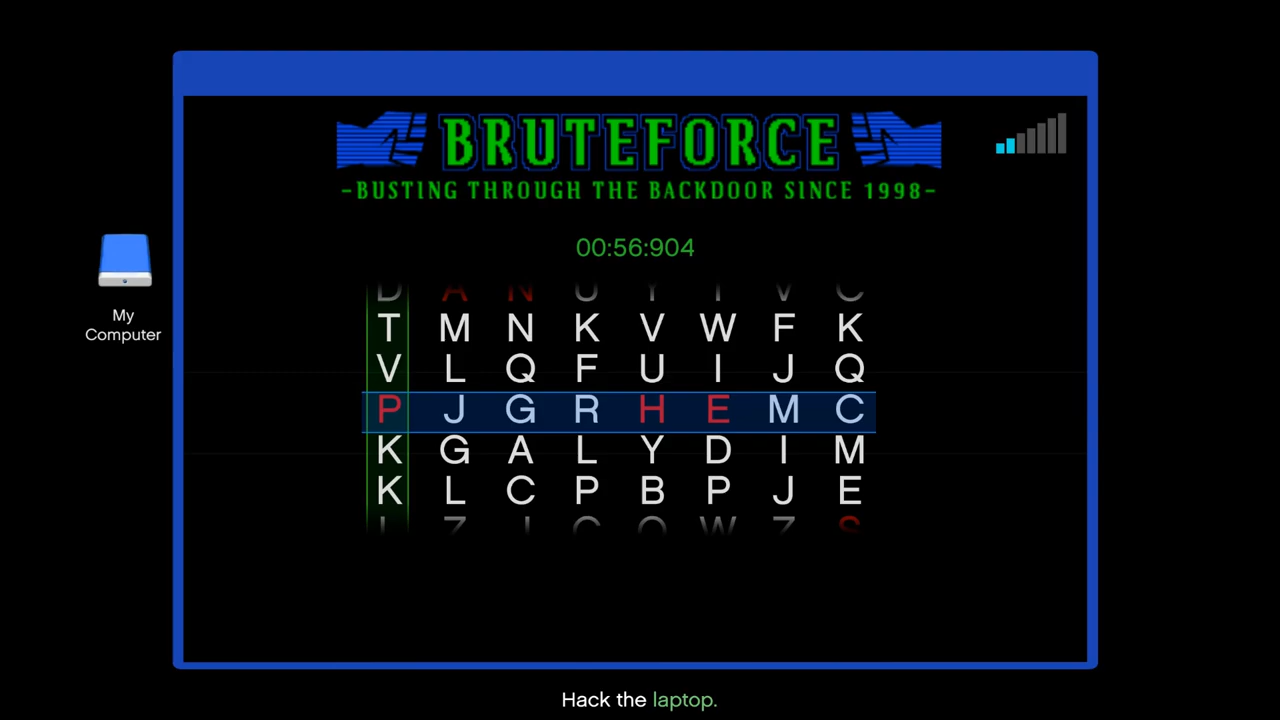 BRUTEFORCE
-BUSTING THROUGH THE BACKDOOR SINCE 1998-
00:56:904
D A N U Y I V C
T M N K V W F K
V L Q F U I J Q
P J G R H E M C
K G A L Y D I M
K L C P B P J E
My
Computer
Hack the laptop.